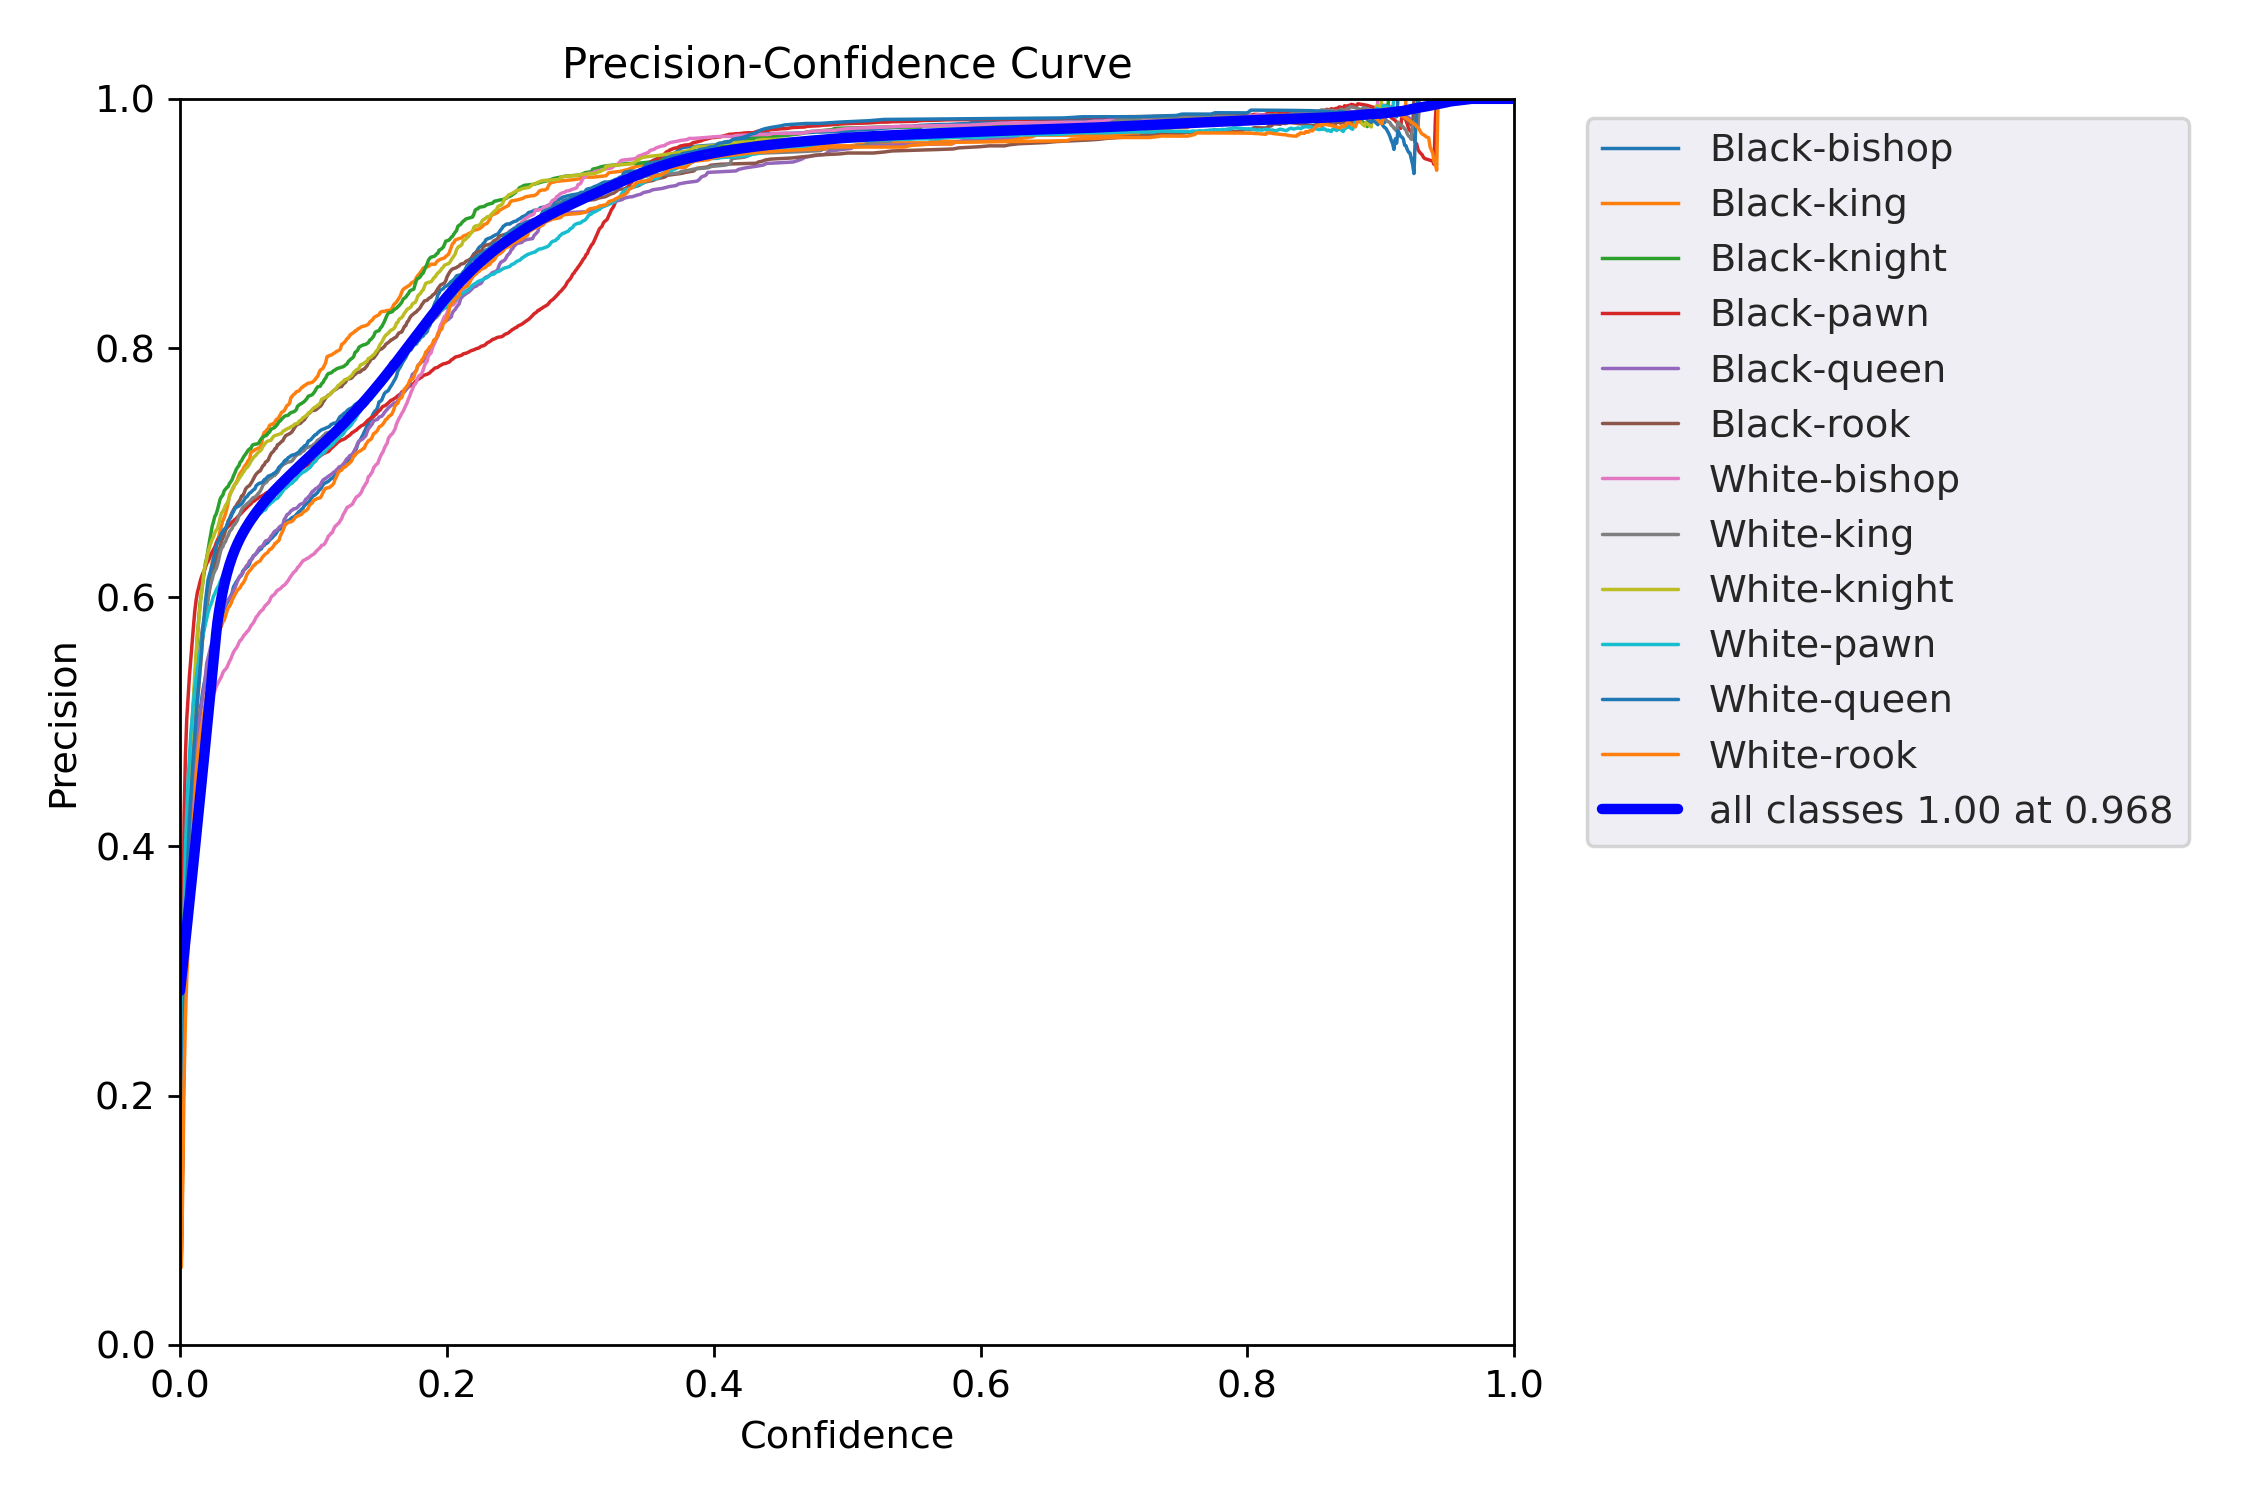 Precision-Confidence Curve
1.0
0.8
0.6
0.4
0.2
0.0
Precision
0.0 0.2 0.4 0.6 0.8 1.0
Confidence
Black-bishop
Black-king
Black-knight
Black-pawn
Black-queen
Black-rook
White-bishop
White-king
White-knight
White-pawn
White-queen
White-rook
all classes 1.00 at 0.968